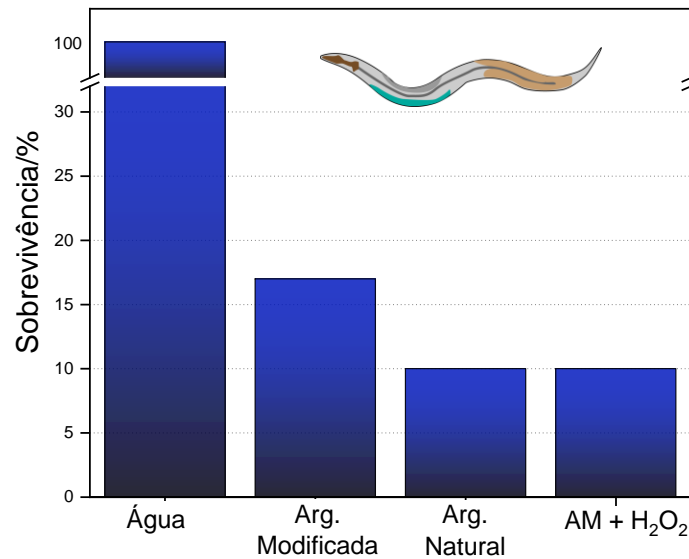 Sobrevivência/%
100
30
25
20
15
10
5
0
Água
Arg.
Modificada
Arg.
Natural
AM + H₂O₂